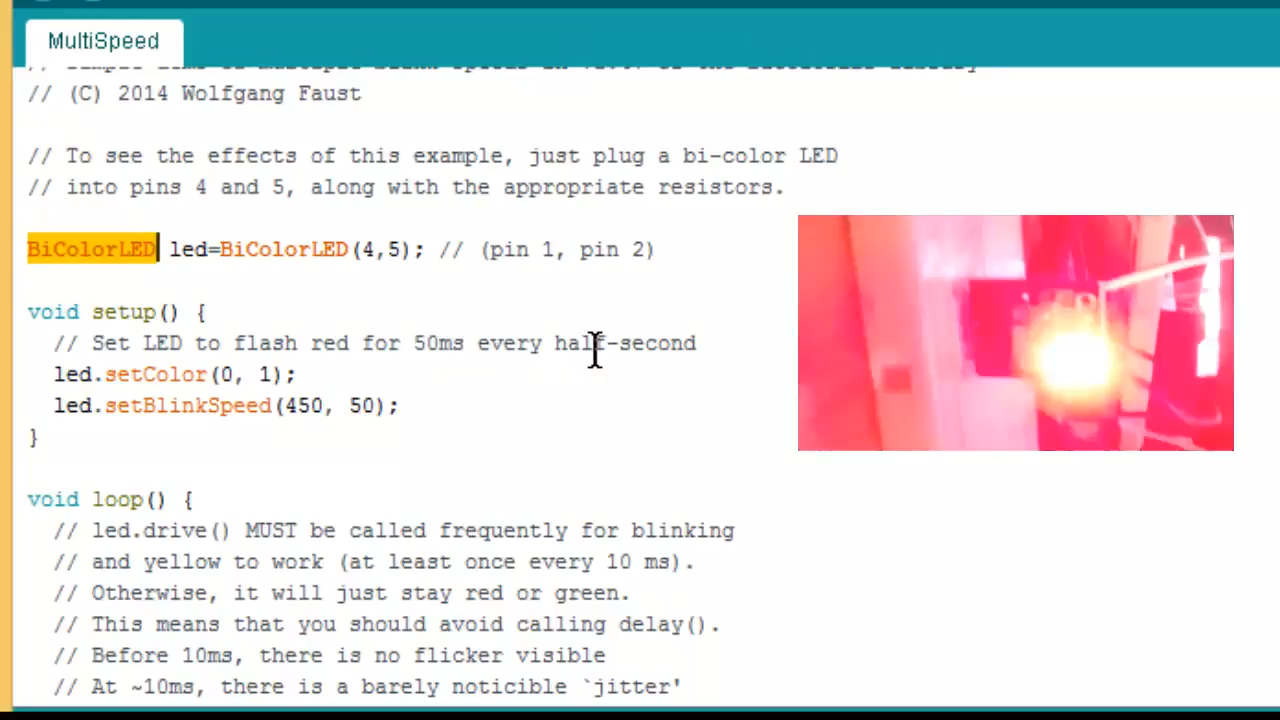 MultiSpeed
// (C) 2014 Wolfgang Faust
// To see the effects of this example, just plug a bi-color LED
// into pins 4 and 5, along with the appropriate resistors.
BiColorLED led=BiColorLED(4,5); // (pin 1, pin 2)
void setup() {
// Set LED to flash red for 50ms every half-second
led.setColor(0, 1);
led.setBlinkSpeed(450, 50);
}
void loop() {
// led.drive() MUST be called frequently for blinking
// and yellow to work (at least once every 10 ms).
// Otherwise, it will just stay red or green.
// This means that you should avoid calling delay().
// Before 10ms, there is no flicker visible
// At ~10ms, there is a barely noticible `jitter'